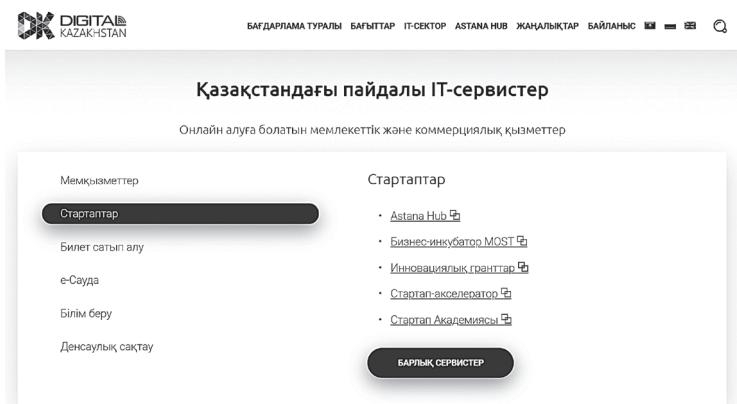 DIGITAL
KAZAKHSTAN
БАҒДАРЛАМА ТУРАЛЫ БАҒЫТТАР IT-СЕКТОР ASTANA HUB ЖАҢАЛЫҚТАР БАЙЛАНЫС
Қазақстандағы пайдалы IT-сервистер
Онлайн алуға болатын мемлекеттік және коммерциялық қызметтер
Мемқызметтер
Стартаптар
Билет сатып алу
е-Сауда
Білім беру
Денсаулық сақтау
Стартаптар
• Astana Hub
• Бизнес-инкубатор MOST
• Инновациялық гранттар
• Стартап-акселератор
• Стартап Академиясы
БАРЛЫҚ СЕРВИСТЕР